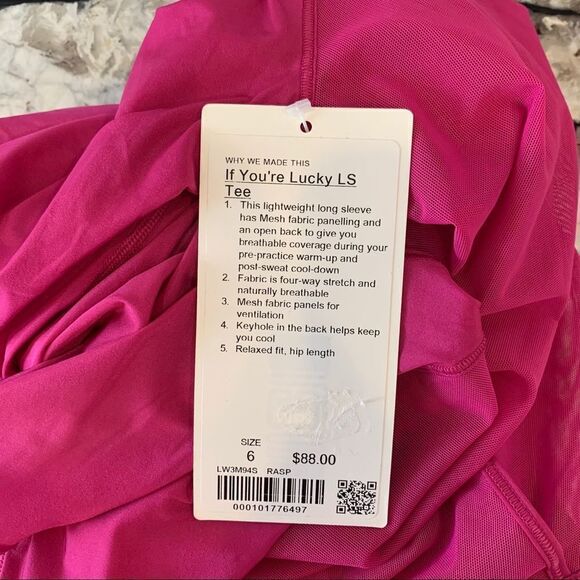 WHY WE MADE THIS
If You're Lucky LS
Tee
1. This lightweight long sleeve
has Mesh fabric panelling and
an open back to give you
breathable coverage during your
pre-practice warm-up and
post-sweat cool-down
2. Fabric is four-way stretch and
naturally breathable
3. Mesh fabric panels for
ventilation
4. Keyhole in the back helps keep
you cool
5. Relaxed fit, hip length
SIZE
6 $88.00
LW3M94S RASP
000101776497